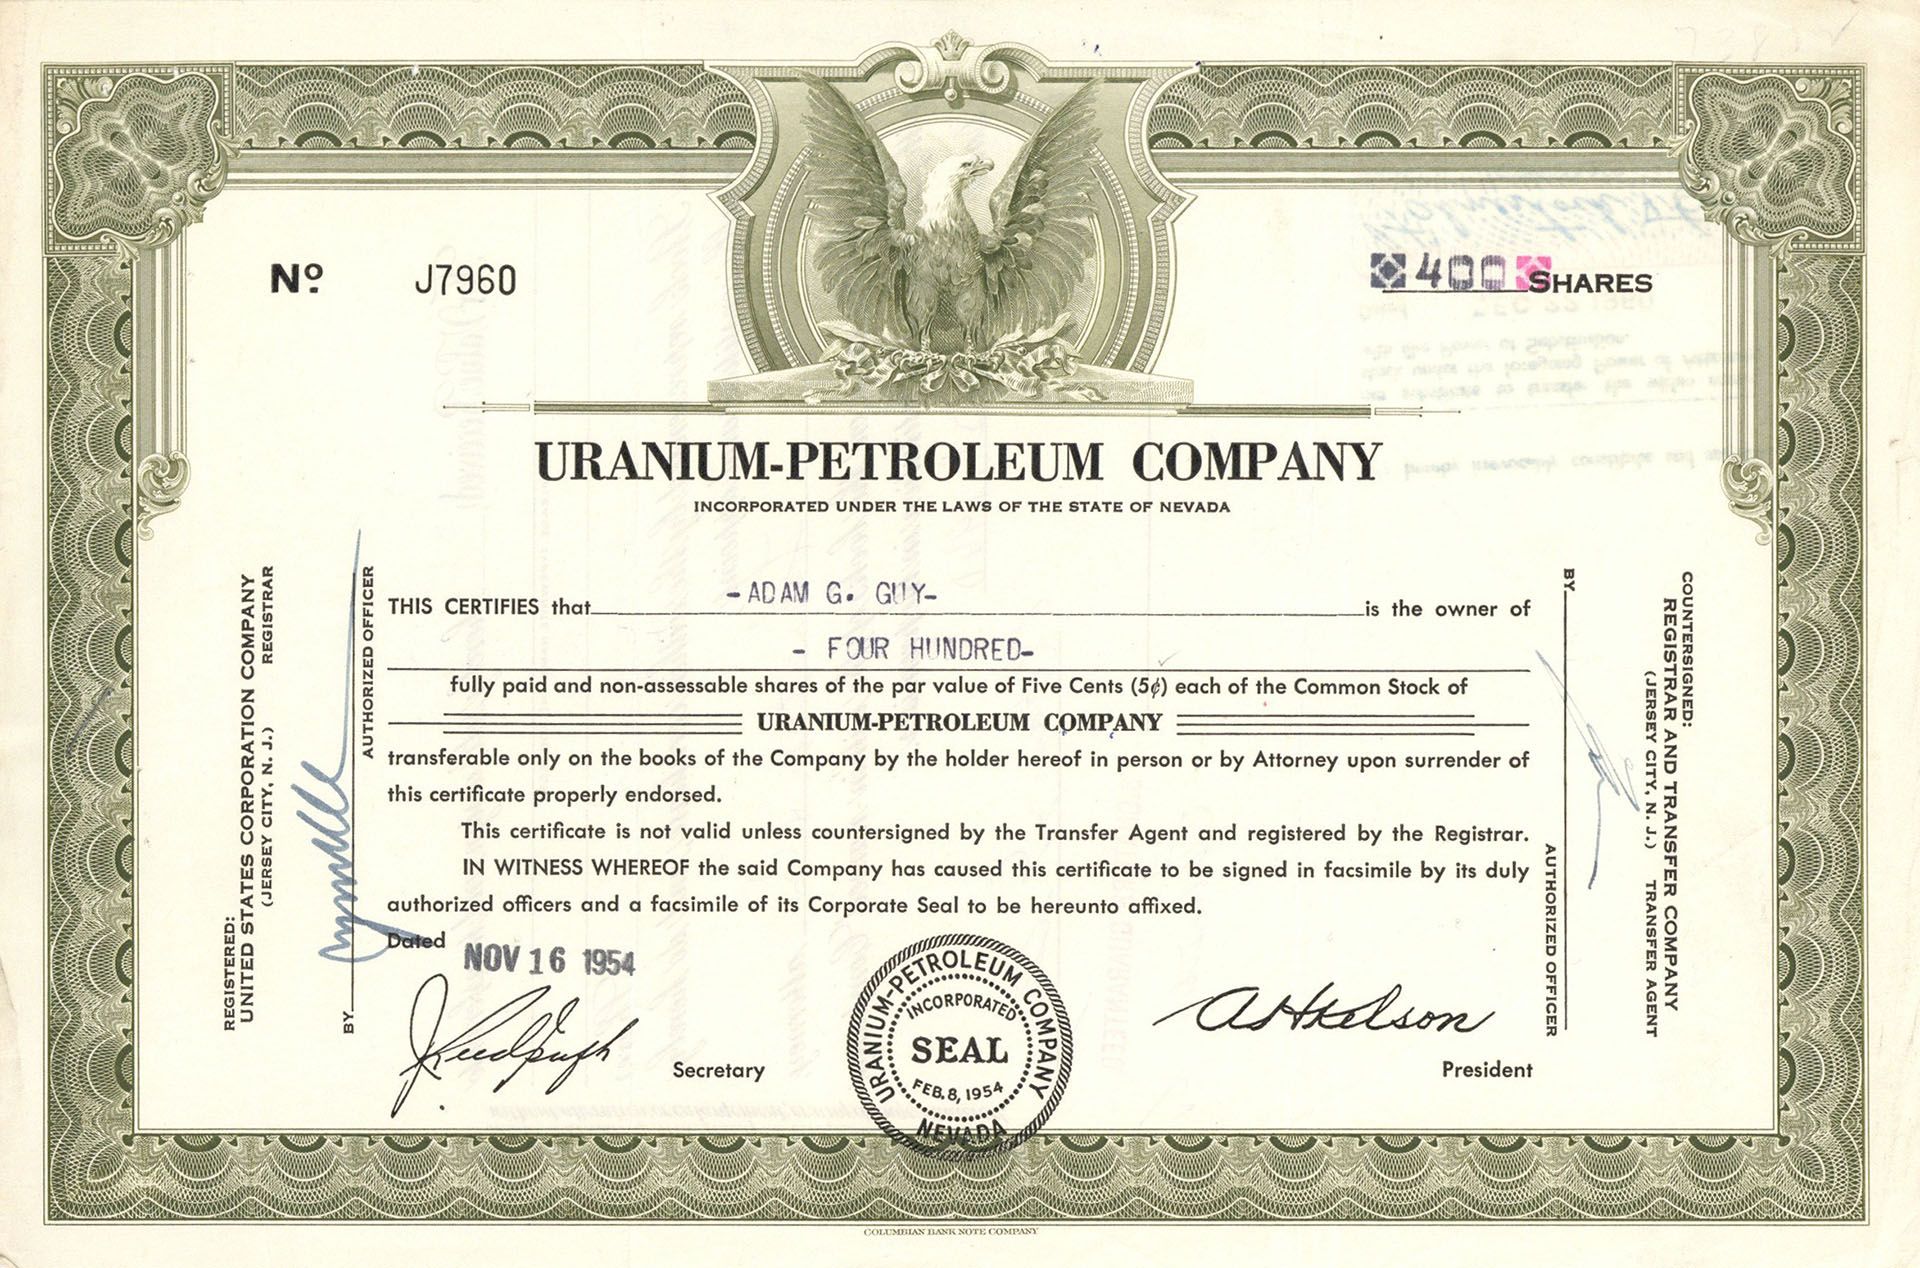 Nº J7960
400 SHARES
URANIUM-PETROLEUM COMPANY
INCORPORATED UNDER THE LAWS OF THE STATE OF NEVADA
THIS CERTIFIES that -ADAM G. GUY- is the owner of
- FOUR HUNDRED-
fully paid and non-assessable shares of the par value of Five Cents (5¢) each of the Common Stock of
URANIUM-PETROLEUM COMPANY
transferable only on the books of the Company by the holder hereof in person or by Attorney upon surrender of
this certificate properly endorsed.
This certificate is not valid unless countersigned by the Transfer Agent and registered by the Registrar.
IN WITNESS WHEREOF the said Company has caused this certificate to be signed in facsimile by its duly
authorized officers and a facsimile of its Corporate Seal to be hereunto affixed.
Dated NOV 16 1954
Secretary
URANIUM-PETROLEUM COMPANY
INCORPORATED
SEAL
FEB. 8, 1954
NEVADA
President
REGISTERED:
UNITED STATES CORPORATION COMPANY
(JERSEY CITY, N. J.) REGISTRAR
BY
AUTHORIZED OFFICER
COUNTERSIGNED:
REGISTRAR AND TRANSFER COMPANY
(JERSEY CITY, N. J.) TRANSFER AGENT
BY
AUTHORIZED OFFICER
COLUMBIAN BANK NOTE COMPANY